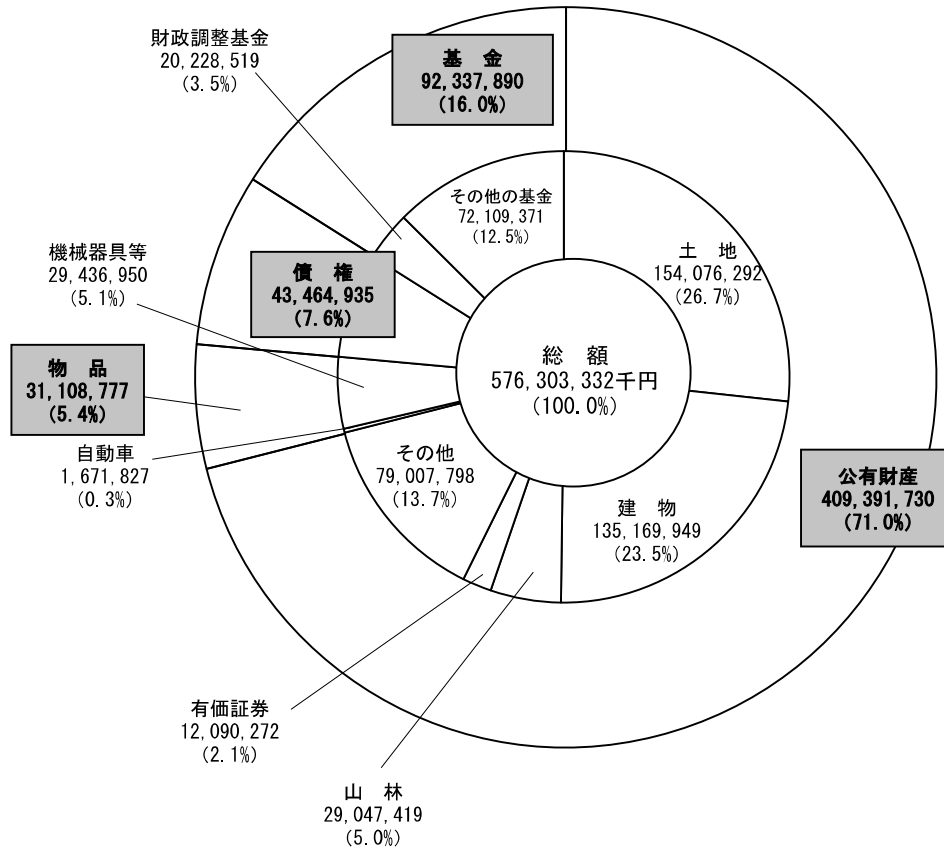 財政調整基金
20,228,519
(3.5%)
基　金
92,337,890
(16.0%)
その他の基金
72,109,371
(12.5%)
土　地
154,076,292
(26.7%)
機械器具等
29,436,950
(5.1%)
債　権
43,464,935
(7.6%)
総　額
576,303,332千円
(100.0%)
物　品
31,108,777
(5.4%)
自動車
1,671,827
(0.3%)
その他
79,007,798
(13.7%)
建　物
135,169,949
(23.5%)
公有財産
409,391,730
(71.0%)
有価証券
12,090,272
(2.1%)
山　林
29,047,419
(5.0%)